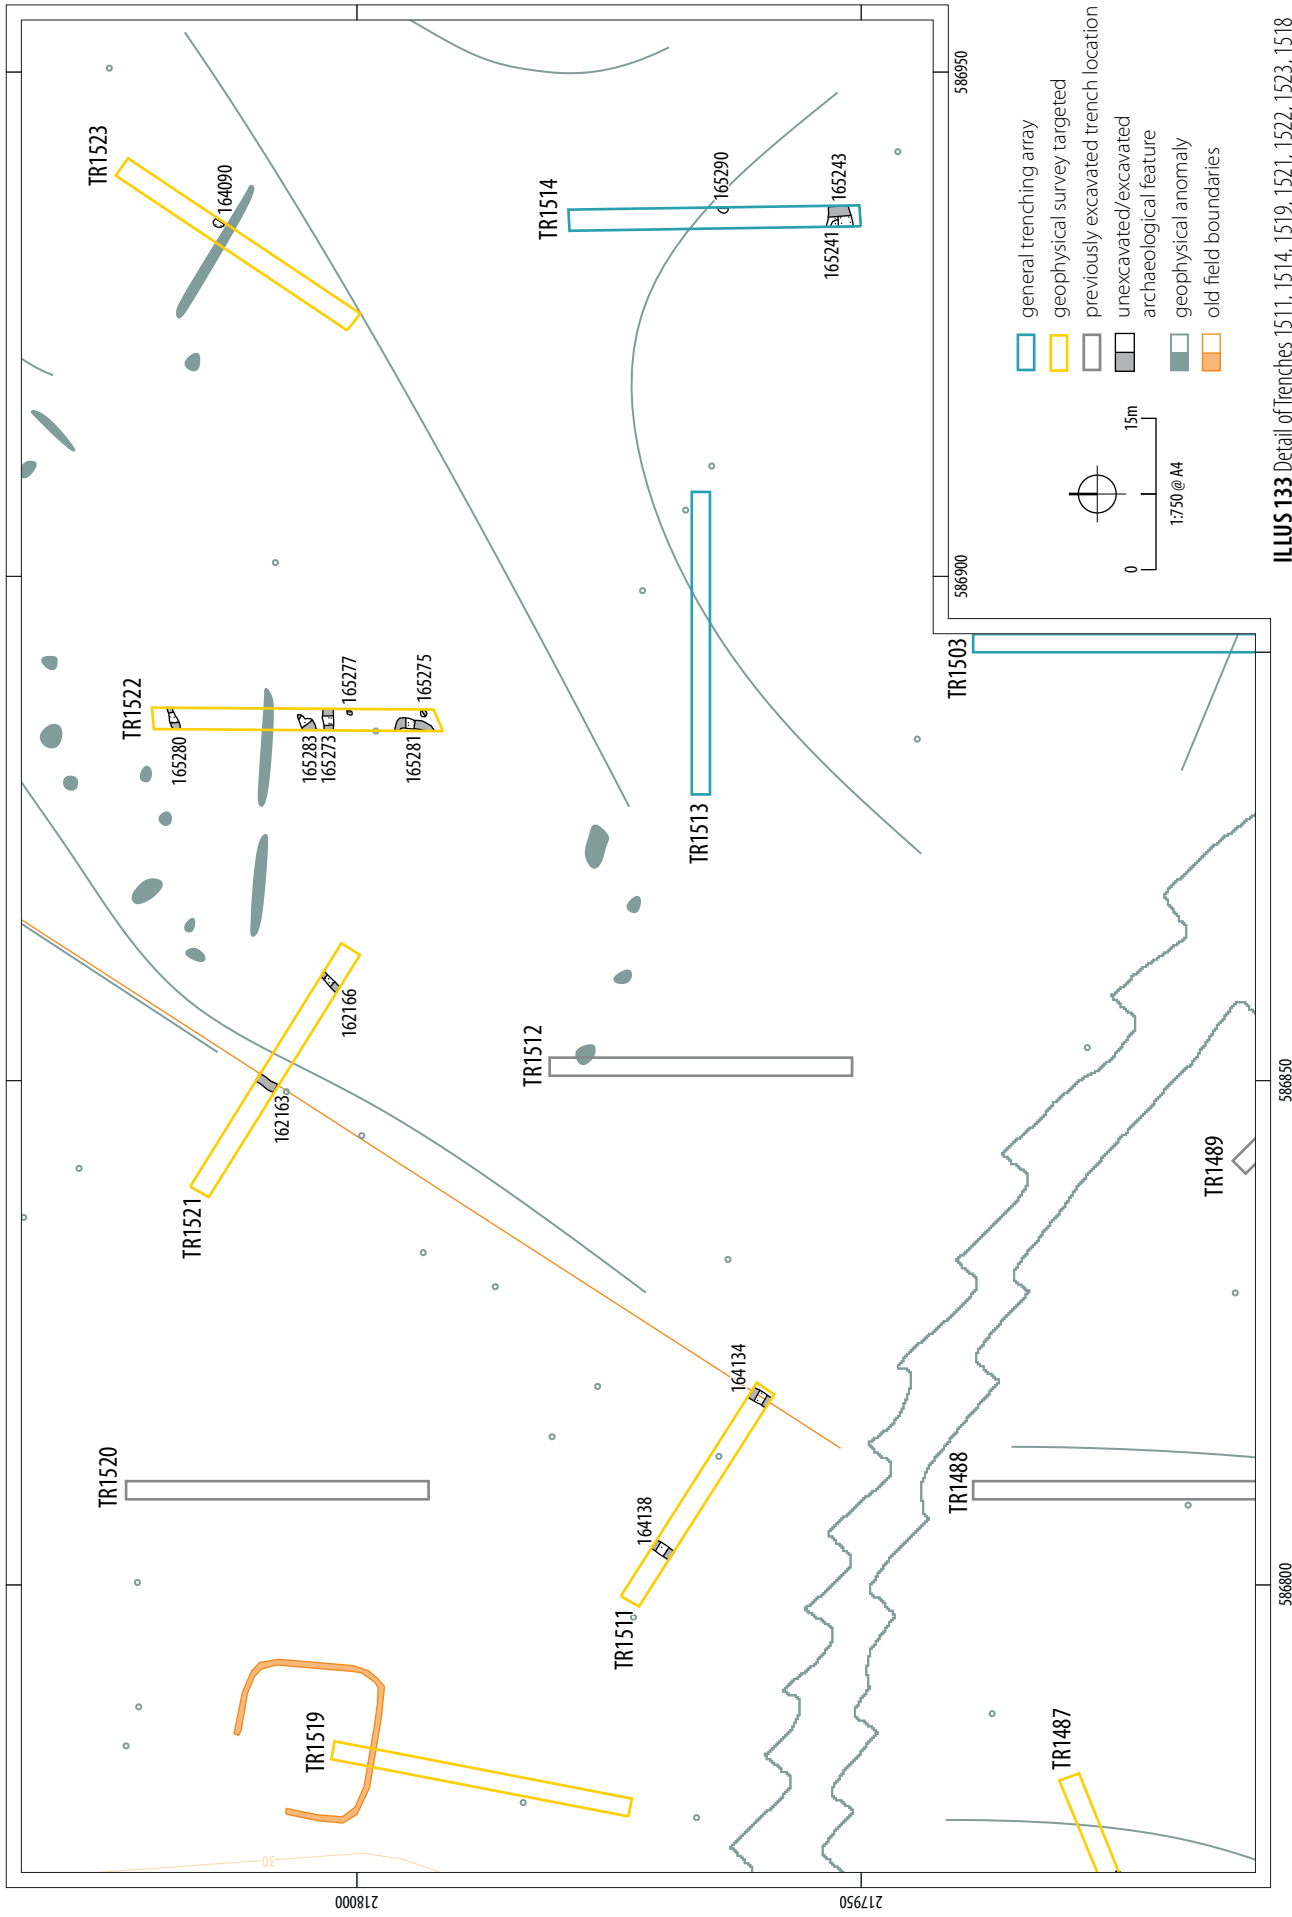 TR1523
164090
TR1514
165290
165241
165243
TR1522
165280
165283
165273
165277
165281
165275
TR1513
TR1503
TR1521
162163
162166
TR1512
TR1520
TR1511
164138
164134
TR1519
30
TR1489
TR1488
TR1487
586950
586900
586850
586800
218000
217950
general trenching array
geophysical survey targeted
previously excavated trench location
unexcavated/excavated
archaeological feature
geophysical anomaly
old field boundaries
0
15m
1:750 @ A4
ILLUS 133 Detail of Trenches 1511, 1514, 1519, 1521, 1522, 1523, 1518